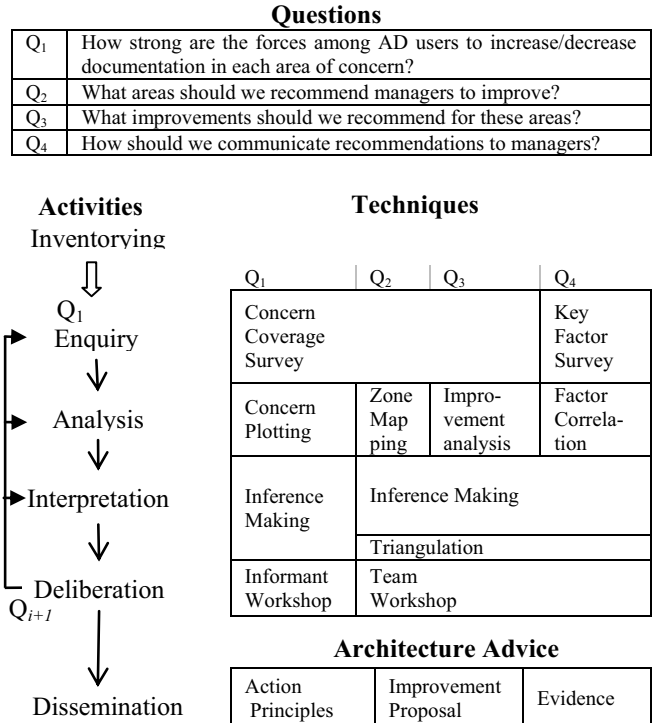 Questions
Q1 How strong are the forces among AD users to increase/decrease
documentation in each area of concern?
Q2 What areas should we recommend managers to improve?
Q3 What improvements should we recommend for these areas?
Q4 How should we communicate recommendations to managers?
Activities
Inventorying
Q1
Enquiry
Analysis
Interpretation
Deliberation
Qi+1
Dissemination
Techniques
Q1 Q2 Q3 Q4
Concern
Coverage
Survey
Key
Factor
Survey
Concern
Plotting
Zone
Map
ping
Impro-
vement
analysis
Factor
Correla-
tion
Inference
Making
Inference Making
Triangulation
Informant
Workshop
Team
Workshop
Architecture Advice
Action
Principles
Improvement
Proposal
Evidence